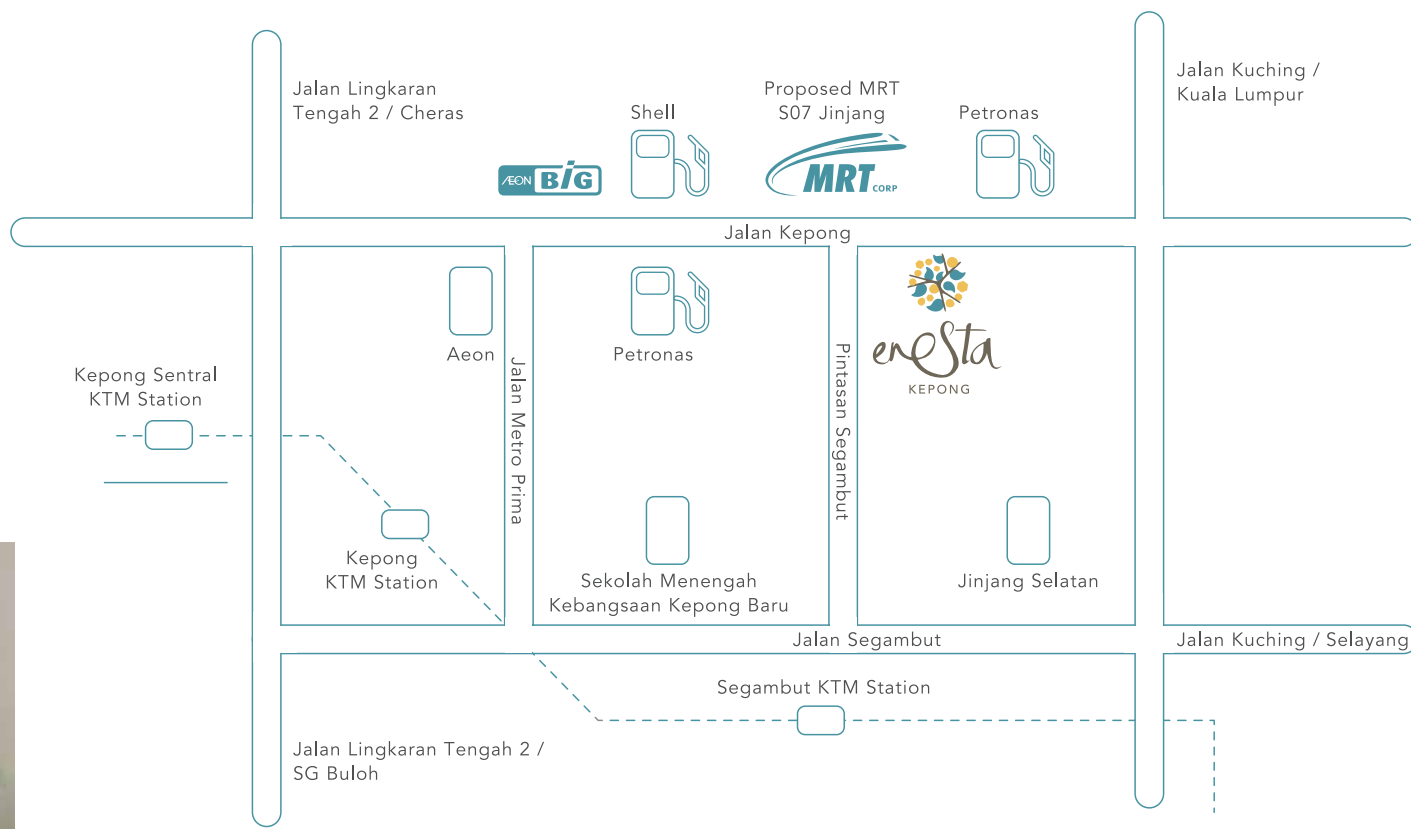 Jalan Lingkaran
Tengah 2 / Cheras
Shell
Proposed MRT
S07 Jinjang
Petronas
Jalan Kuching /
Kuala Lumpur
ÆON BiG
MRT CORP
Jalan Kepong
Aeon
Petronas
enesta
KEPONG
Jalan Metro Prima
Pintasan Segambut
Kepong Sentral
KTM Station
Kepong
KTM Station
Sekolah Menengah
Kebangsaan Kepong Baru
Jinjang Selatan
Jalan Segambut
Jalan Kuching / Selayang
Segambut KTM Station
Jalan Lingkaran Tengah 2 /
SG Buloh